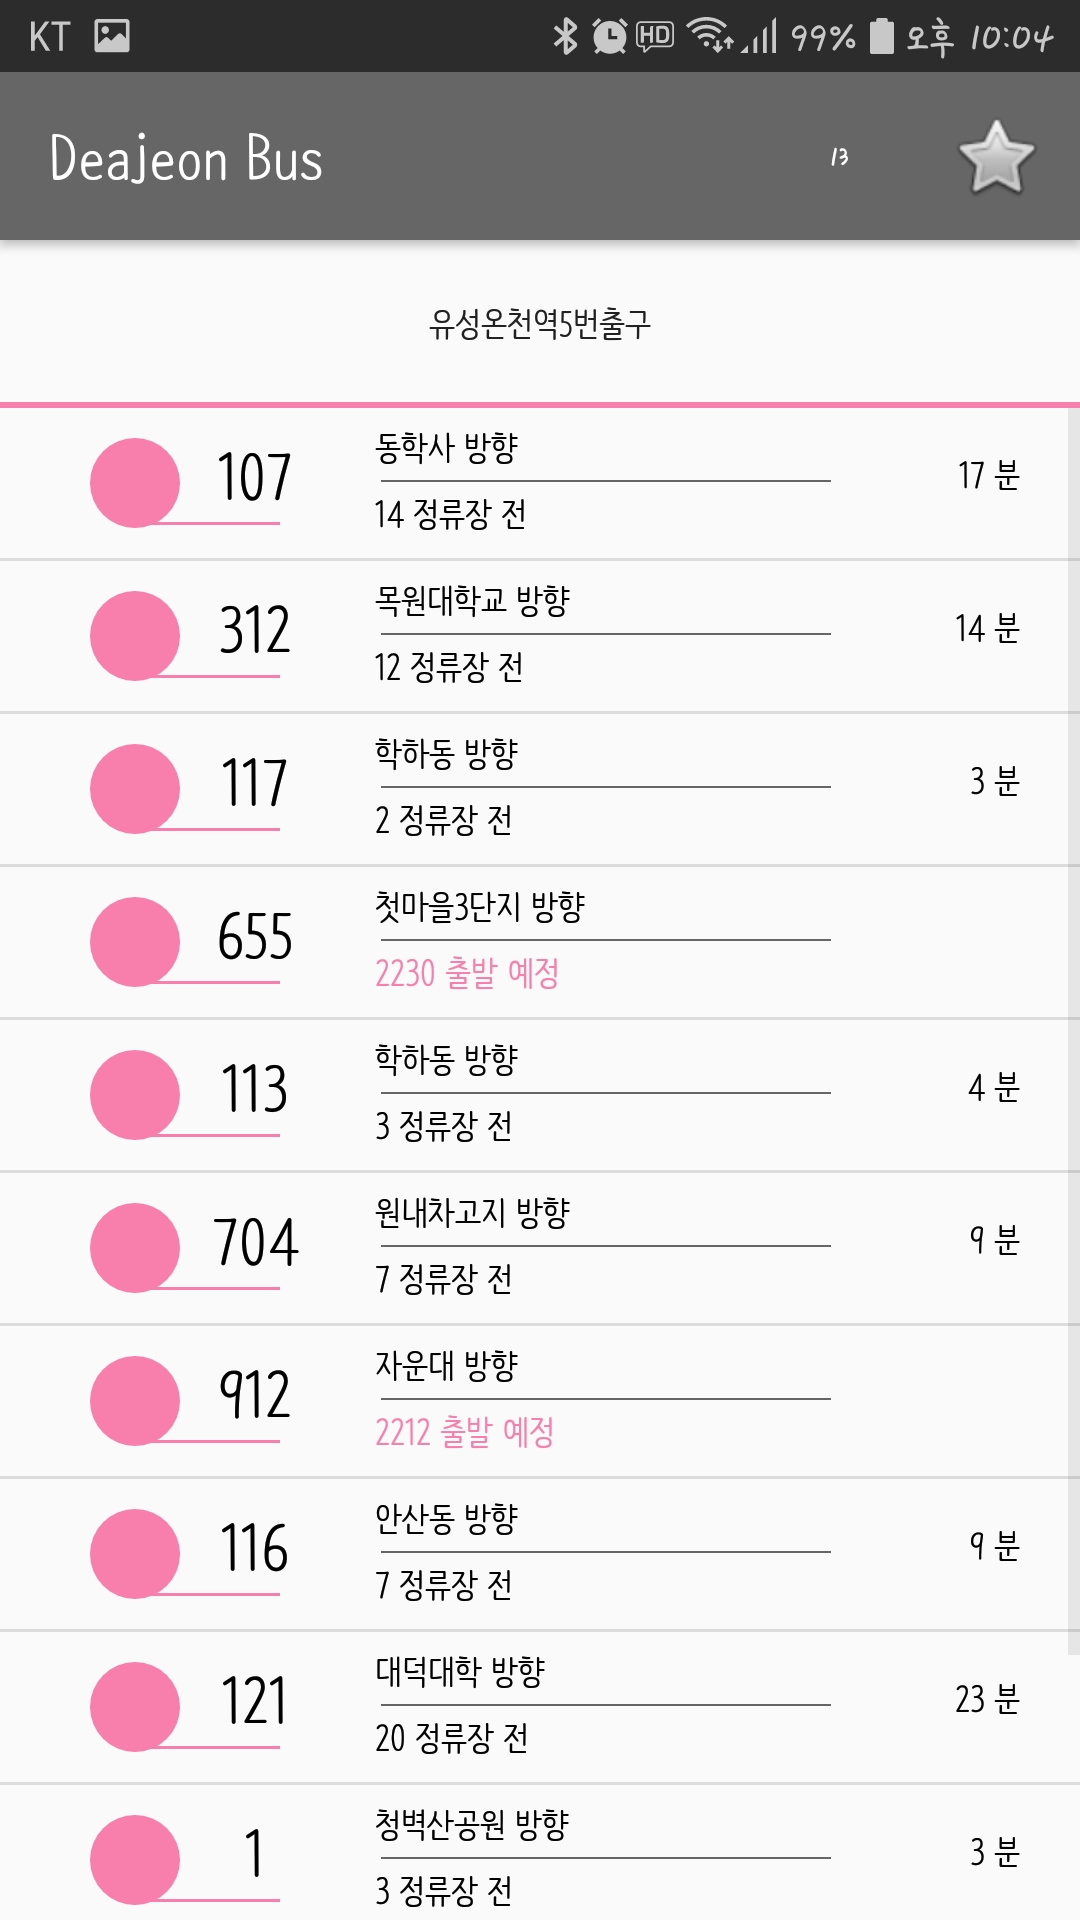 KT HD 99% 오후 10:04
Deajeon Bus 13
유성온천역5번출구
107 동학사 방향 17 분
14 정류장 전
312 목원대학교 방향 14 분
12 정류장 전
117 학하동 방향 3 분
2 정류장 전
655 첫마을3단지 방향
2230 출발 예정
113 학하동 방향 4 분
3 정류장 전
704 원내차고지 방향 9 분
7 정류장 전
912 자운대 방향
2212 출발 예정
116 안산동 방향 9 분
7 정류장 전
121 대덕대학 방향 23 분
20 정류장 전
1 청벽산공원 방향 3 분
3 정류장 전